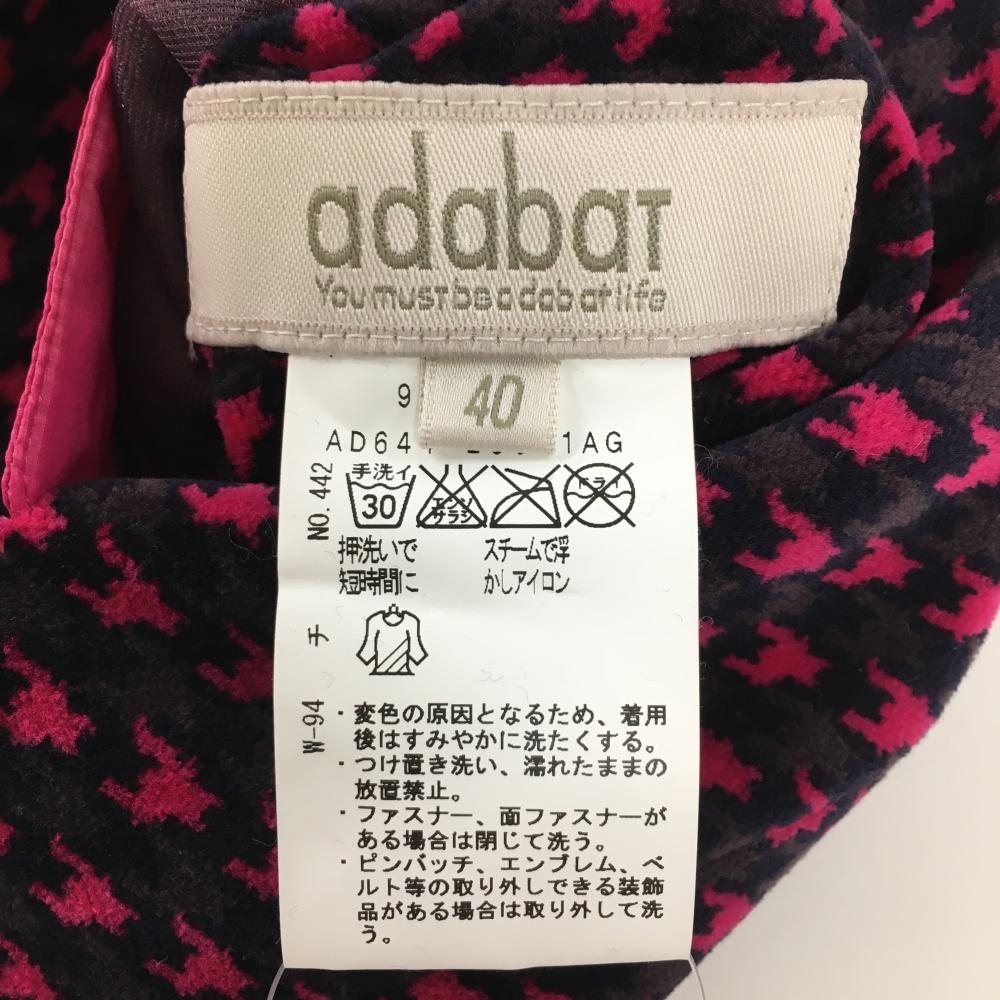 adabat
You must be adabat life
40
9
AD64 1AG
NO. 442
手洗イ
30
エンソ
サラシ
ドライ
押洗いで
短時間に
スチームで浮
かしアイロン
チ
W-94
・変色の原因となるため、着用
後はすみやかに洗たくする。
・つけ置き洗い、濡れたままの
放置禁止。
・ファスナー、面ファスナーが
ある場合は閉じて洗う。
・ピンバッチ、エンブレム、ベ
ルト等の取り外しできる装飾
品がある場合は取り外して洗
う。